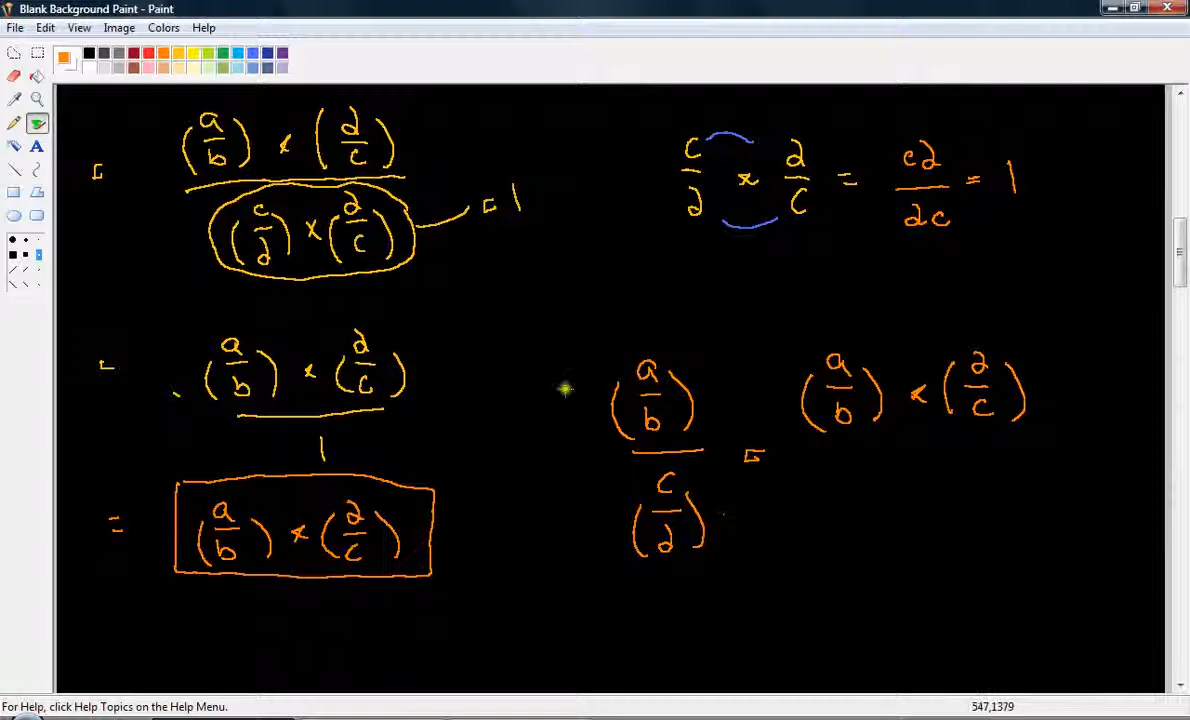 Blank Background Paint - Paint
File Edit View Image Colors Help
= (a/b) × (d/c)
(c/d) × (d/c) = 1
c/d × d/c = cd/dc = 1
= (a/b) × (d/c)
1
= (a/b) × (d/c)
(a/b) / (c/d) = (a/b) × (d/c)
For Help, click Help Topics on the Help Menu.
547,1379